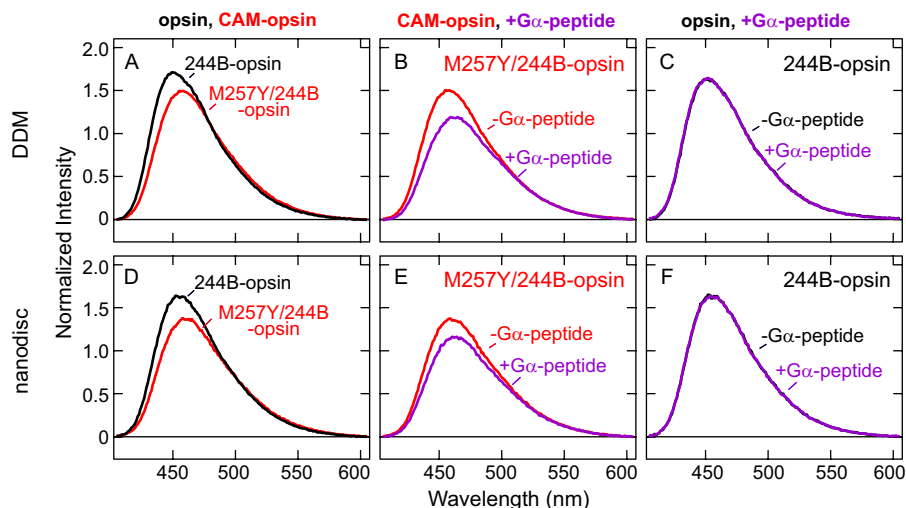 opsin, CAM-opsin
CAM-opsin, +Gα-peptide
opsin, +Gα-peptide
DDM
nanodisc
Normalized Intensity
2.0
1.5
1.0
0.5
0
A
244B-opsin
M257Y/244B
-opsin
B
M257Y/244B-opsin
-Gα-peptide
+Gα-peptide
C
244B-opsin
-Gα-peptide
+Gα-peptide
2.0
1.5
1.0
0.5
0
D
244B-opsin
M257Y/244B
-opsin
E
M257Y/244B-opsin
-Gα-peptide
+Gα-peptide
F
244B-opsin
-Gα-peptide
+Gα-peptide
450 500 550 600
450 500 550 600
450 500 550 600
Wavelength (nm)